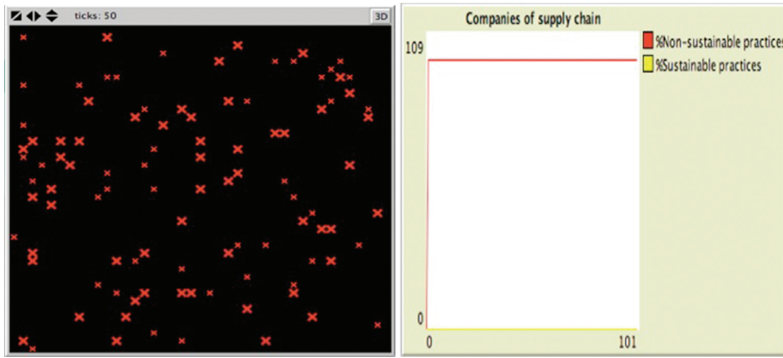 ticks: 50
3D
Companies of supply chain
109
0
0
101
%Non-sustainable practices
%Sustainable practices